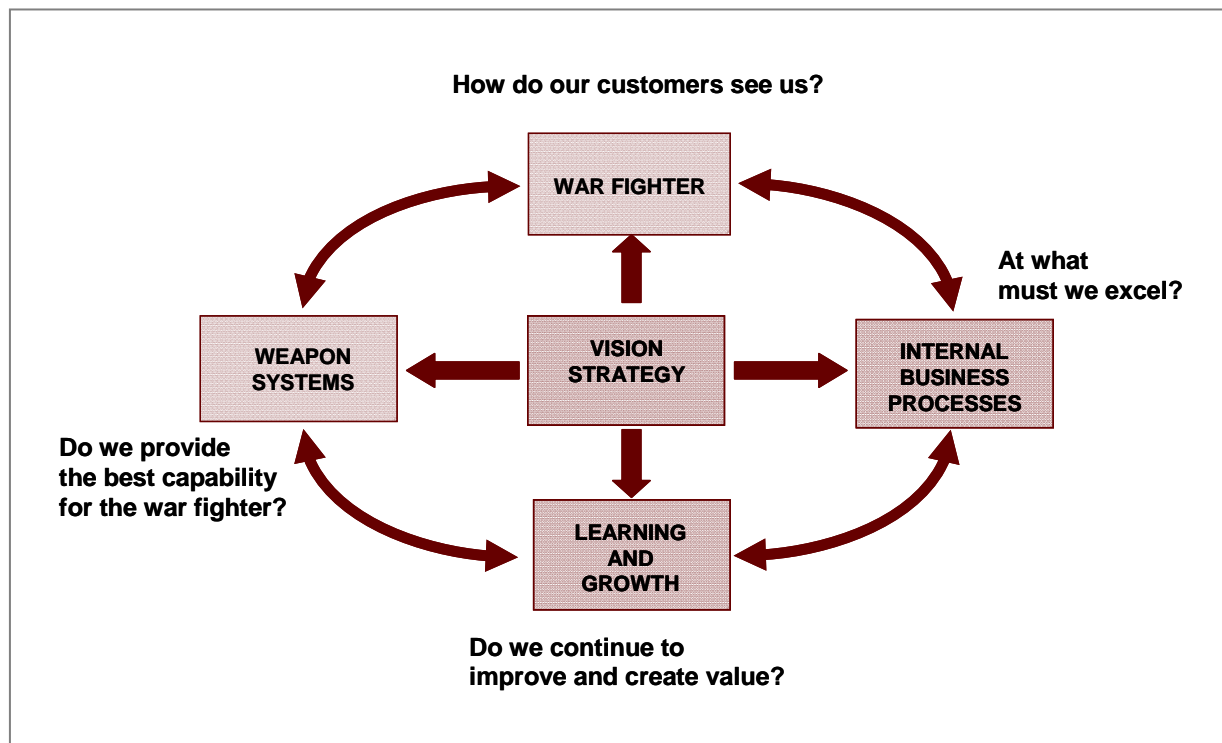 How do our customers see us?
WAR FIGHTER
At what
must we excel?
WEAPON
SYSTEMS
VISION
STRATEGY
INTERNAL
BUSINESS
PROCESSES
Do we provide
the best capability
for the war fighter?
LEARNING
AND
GROWTH
Do we continue to
improve and create value?